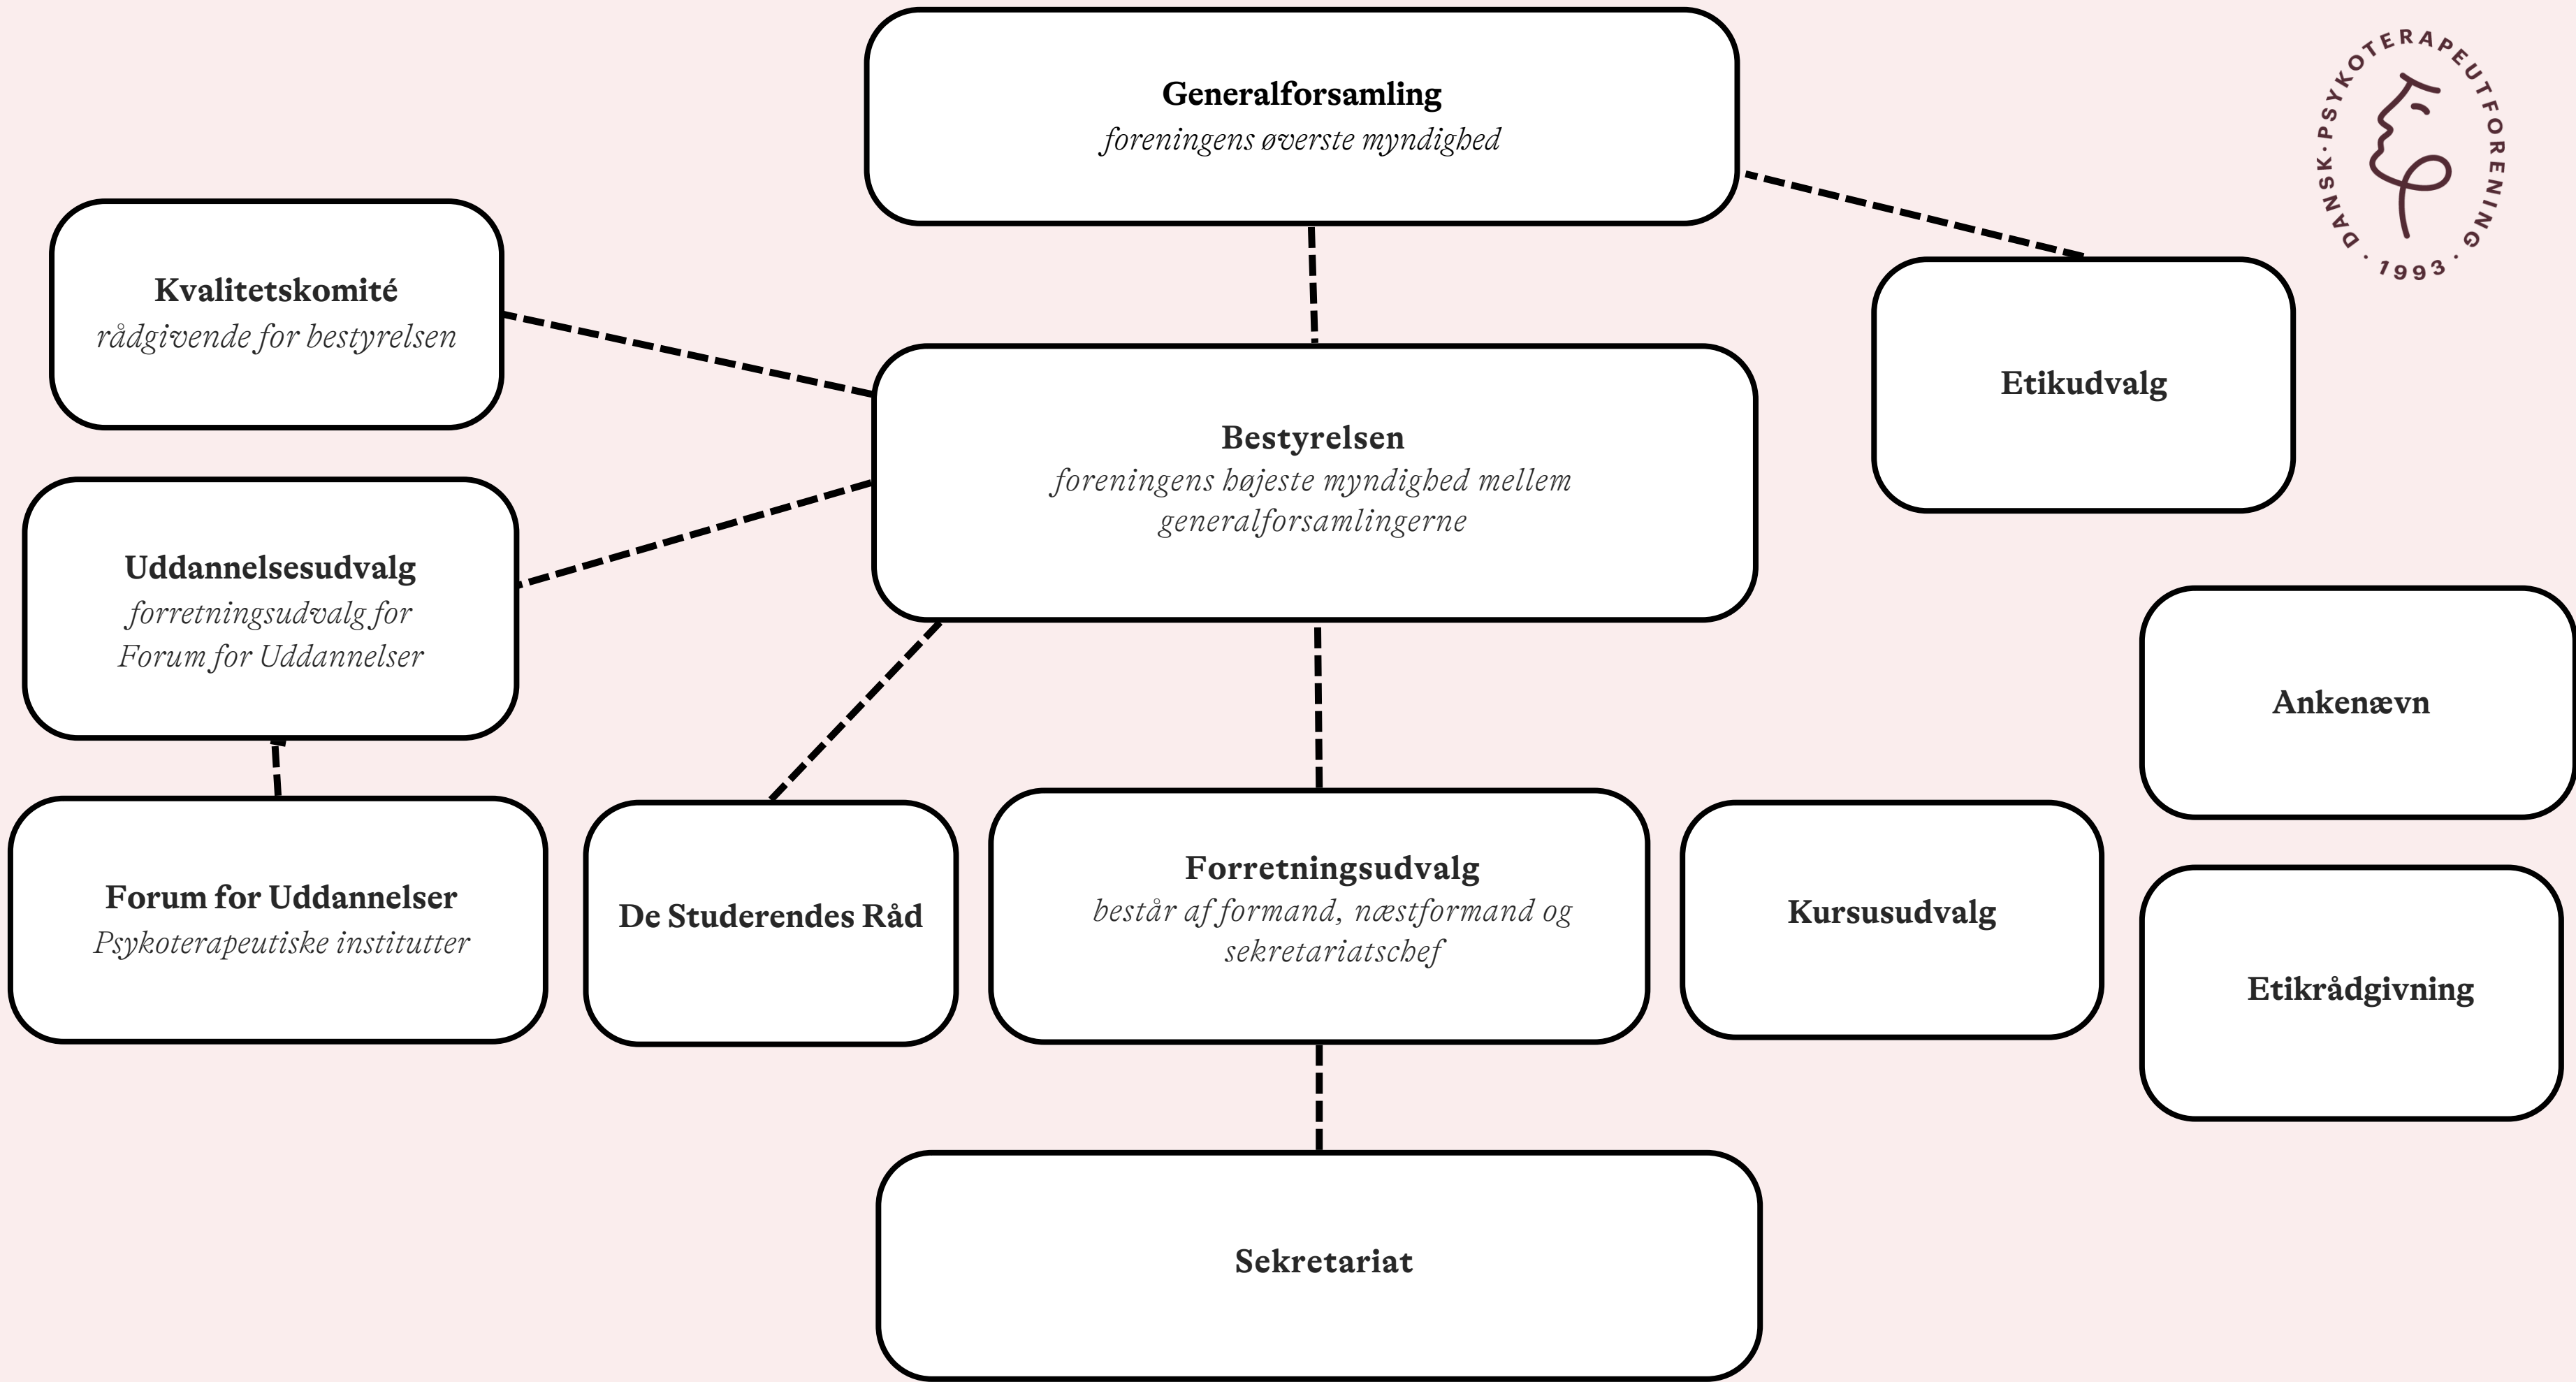 Generalforsamling
foreningens øverste myndighed
DANSK · PSYKOTERAPEUTFORENING
· 1993 ·
Kvalitetskomité
rådgivende for bestyrelsen
Etikudvalg
Bestyrelsen
foreningens højeste myndighed mellem
generalforsamlingerne
Uddannelsesudvalg
forretningsudvalg for
Forum for Uddannelser
Ankenævn
Forum for Uddannelser
Psykoterapeutiske institutter
De Studerendes Råd
Forretningsudvalg
består af formand, næstformand og
sekretariatschef
Kursusudvalg
Etikrådgivning
Sekretariat